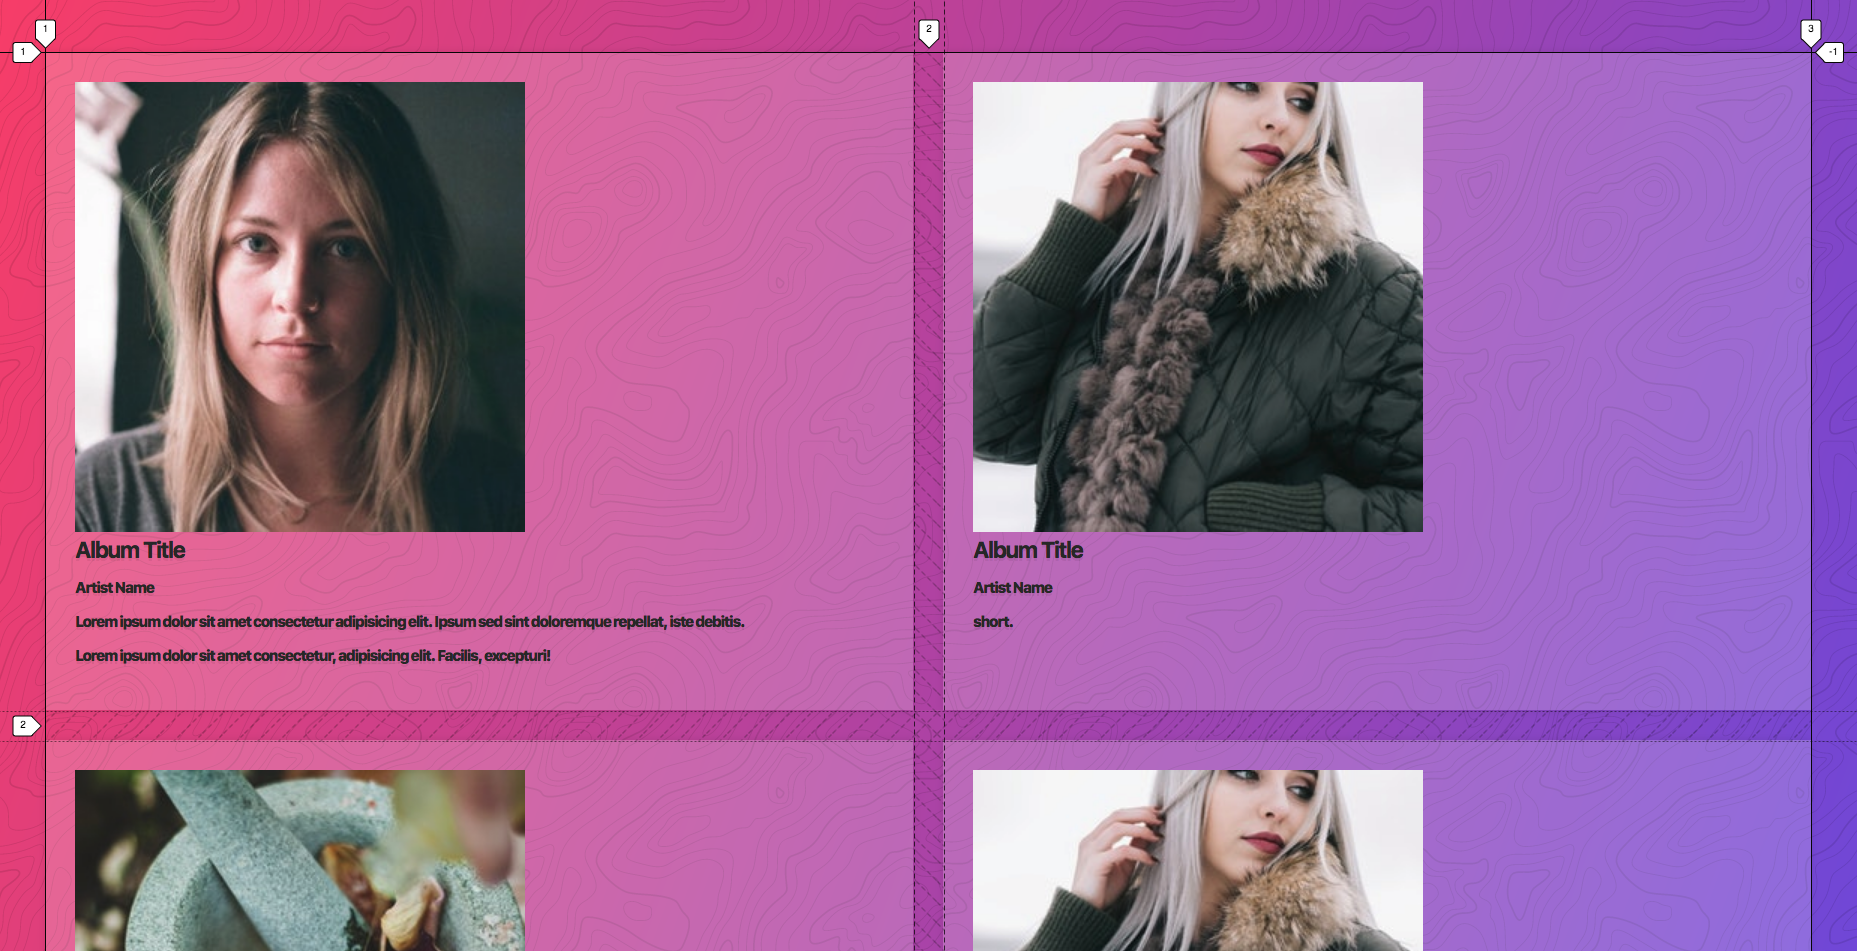 1
2
3
1
-1
Album Title
Artist Name
Lorem ipsum dolor sit amet consectetur adipisicing elit. Ipsum sed sint doloremque repellat, iste debitis.
Lorem ipsum dolor sit amet consectetur, adipisicing elit. Facilis, excepturi!
Album Title
Artist Name
short.
2